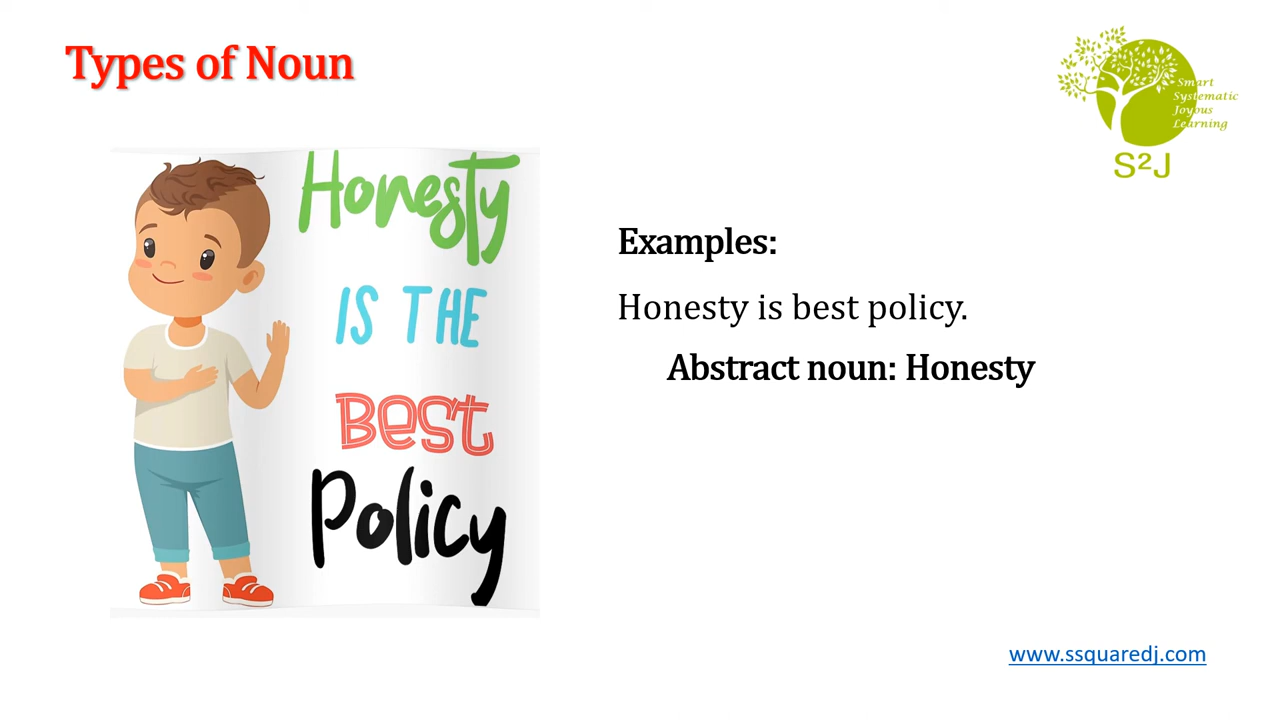 Types of Noun
Smart
Systematic
Joyous
Learning
S²J
Honesty
IS THE
BEST
Policy
Examples:
Honesty is best policy.
Abstract noun: Honesty
www.ssquaredj.com